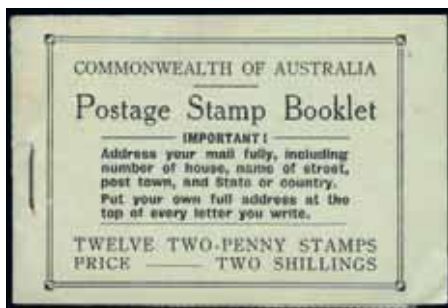 COMMONWEALTH OF AUSTRALIA
Postage Stamp Booklet
IMPORTANT!
Address your mail fully, including
number of house, name of street,
post town, and State or country.
Put your own full address at the
top of every letter you write.
TWELVE TWO-PENNY STAMPS
PRICE —— TWO SHILLINGS